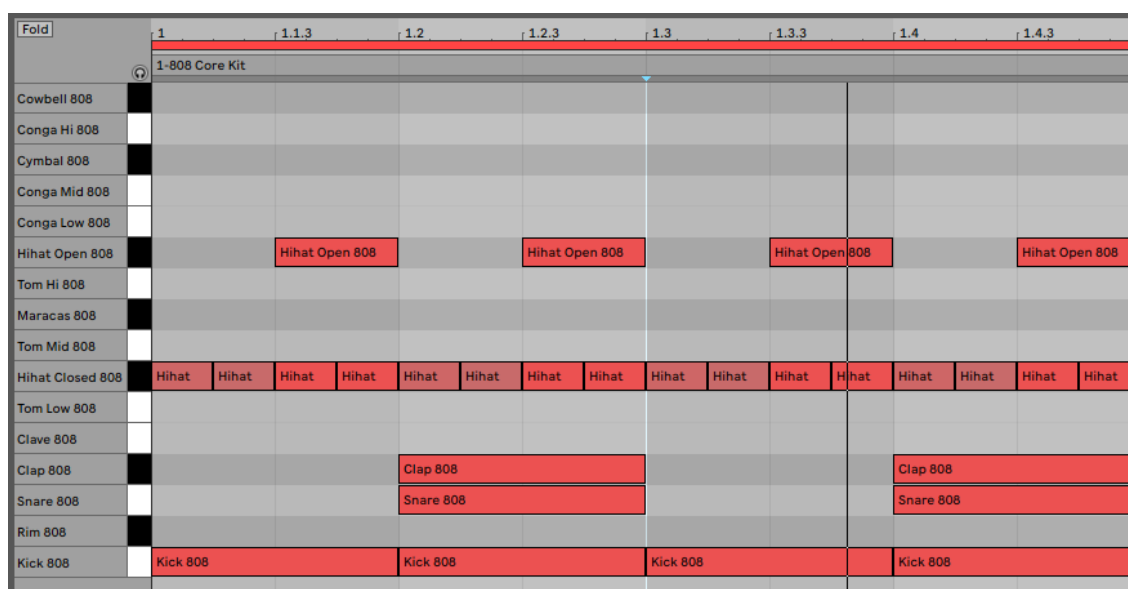 Fold
1 1.1.3 1.2 1.2.3 1.3 1.3.3 1.4 1.4.3
1-808 Core Kit
Cowbell 808
Conga Hi 808
Cymbal 808
Conga Mid 808
Conga Low 808
Hihat Open 808 Hihat Open 808 Hihat Open 808 Hihat Open 808 Hihat Open 808
Tom Hi 808
Maracas 808
Tom Mid 808
Hihat Closed 808 Hihat Hihat Hihat Hihat Hihat Hihat Hihat Hihat Hihat Hihat Hihat Hihat Hihat Hihat Hihat Hihat
Tom Low 808
Clave 808
Clap 808 Clap 808 Clap 808
Snare 808 Snare 808 Snare 808
Rim 808
Kick 808 Kick 808 Kick 808 Kick 808 Kick 808